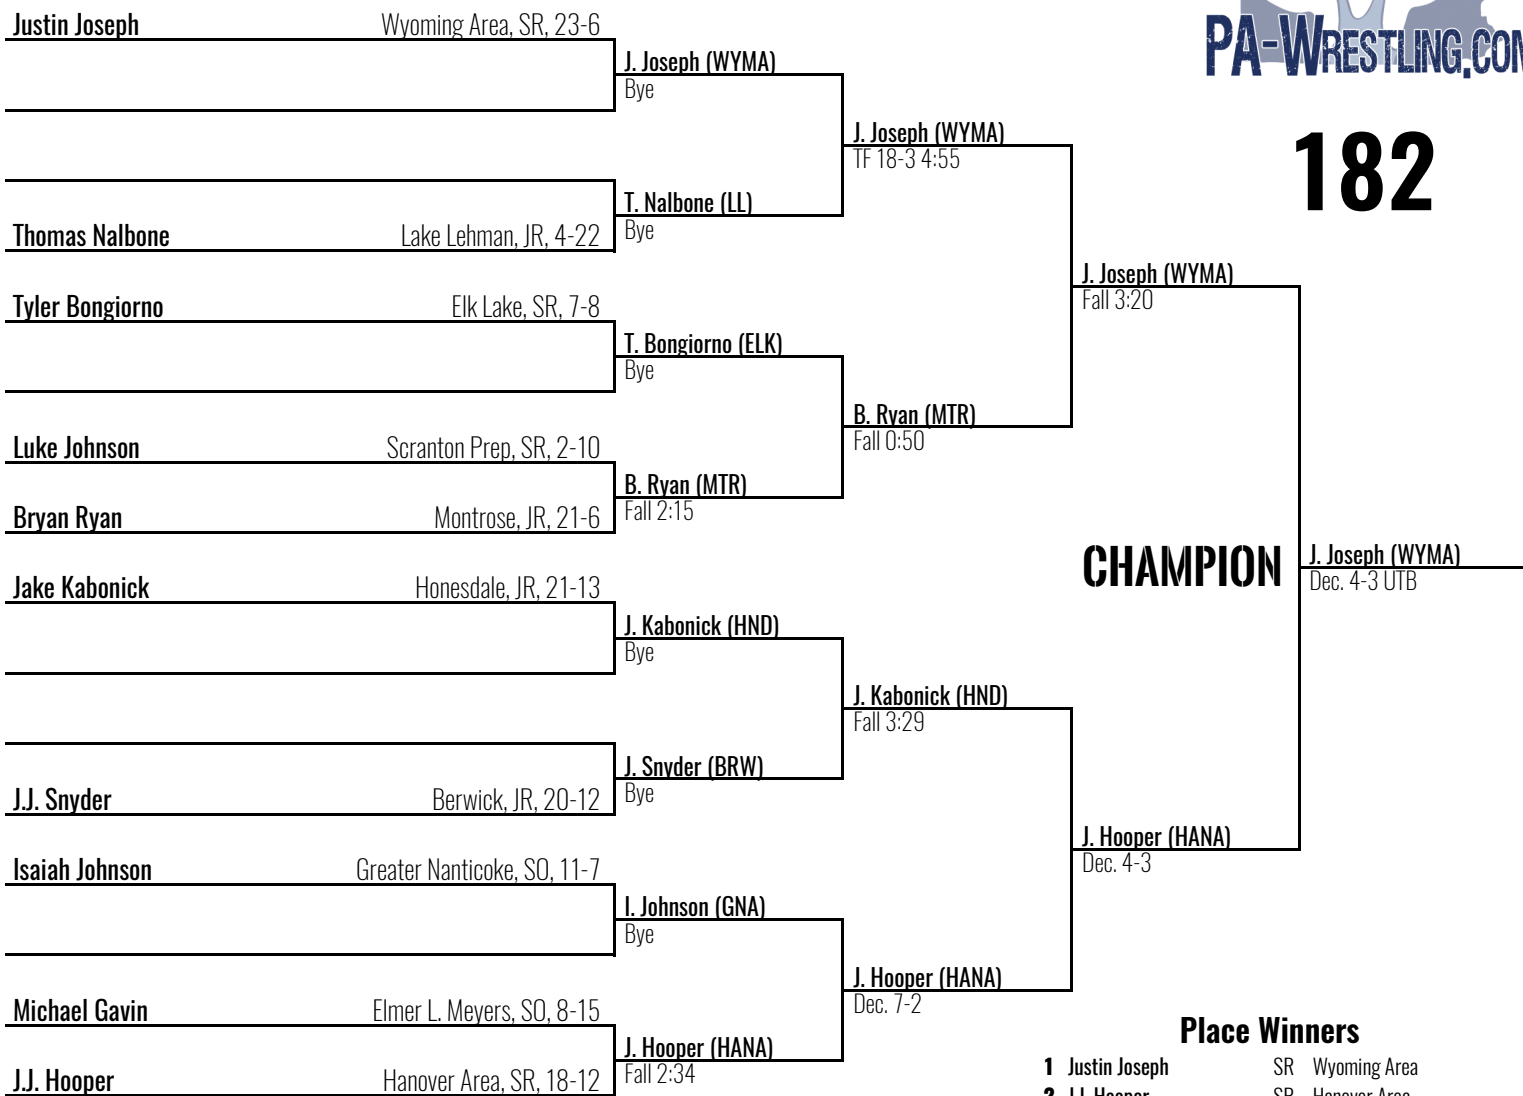 Justin Joseph Wyoming Area, SR, 23-6
J. Joseph (WYMA)
Bye
J. Joseph (WYMA)
TF 18-3 4:55
T. Nalbone (LL)
Bye
Thomas Nalbone Lake Lehman, JR, 4-22
J. Joseph (WYMA)
Fall 3:20
Tyler Bongiorno Elk Lake, SR, 7-8
T. Bongiorno (ELK)
Bye
B. Ryan (MTR)
Fall 0:50
Luke Johnson Scranton Prep, SR, 2-10
B. Ryan (MTR)
Fall 2:15
Bryan Ryan Montrose, JR, 21-6
CHAMPION
J. Joseph (WYMA)
Dec. 4-3 UTB
Jake Kabonick Honesdale, JR, 21-13
J. Kabonick (HND)
Bye
J. Kabonick (HND)
Fall 3:29
J. Snyder (BRW)
Bye
J.J. Snyder Berwick, JR, 20-12
J. Hooper (HANA)
Dec. 4-3
Isaiah Johnson Greater Nanticoke, SO, 11-7
I. Johnson (GNA)
Bye
J. Hooper (HANA)
Dec. 7-2
Michael Gavin Elmer L. Meyers, SO, 8-15
J. Hooper (HANA)
Fall 2:34
J.J. Hooper Hanover Area, SR, 18-12
PA-WRESTLING.COM
182
Place Winners
1 Justin Joseph SR Wyoming Area
2 J.J. Hooper SR Hanover Area